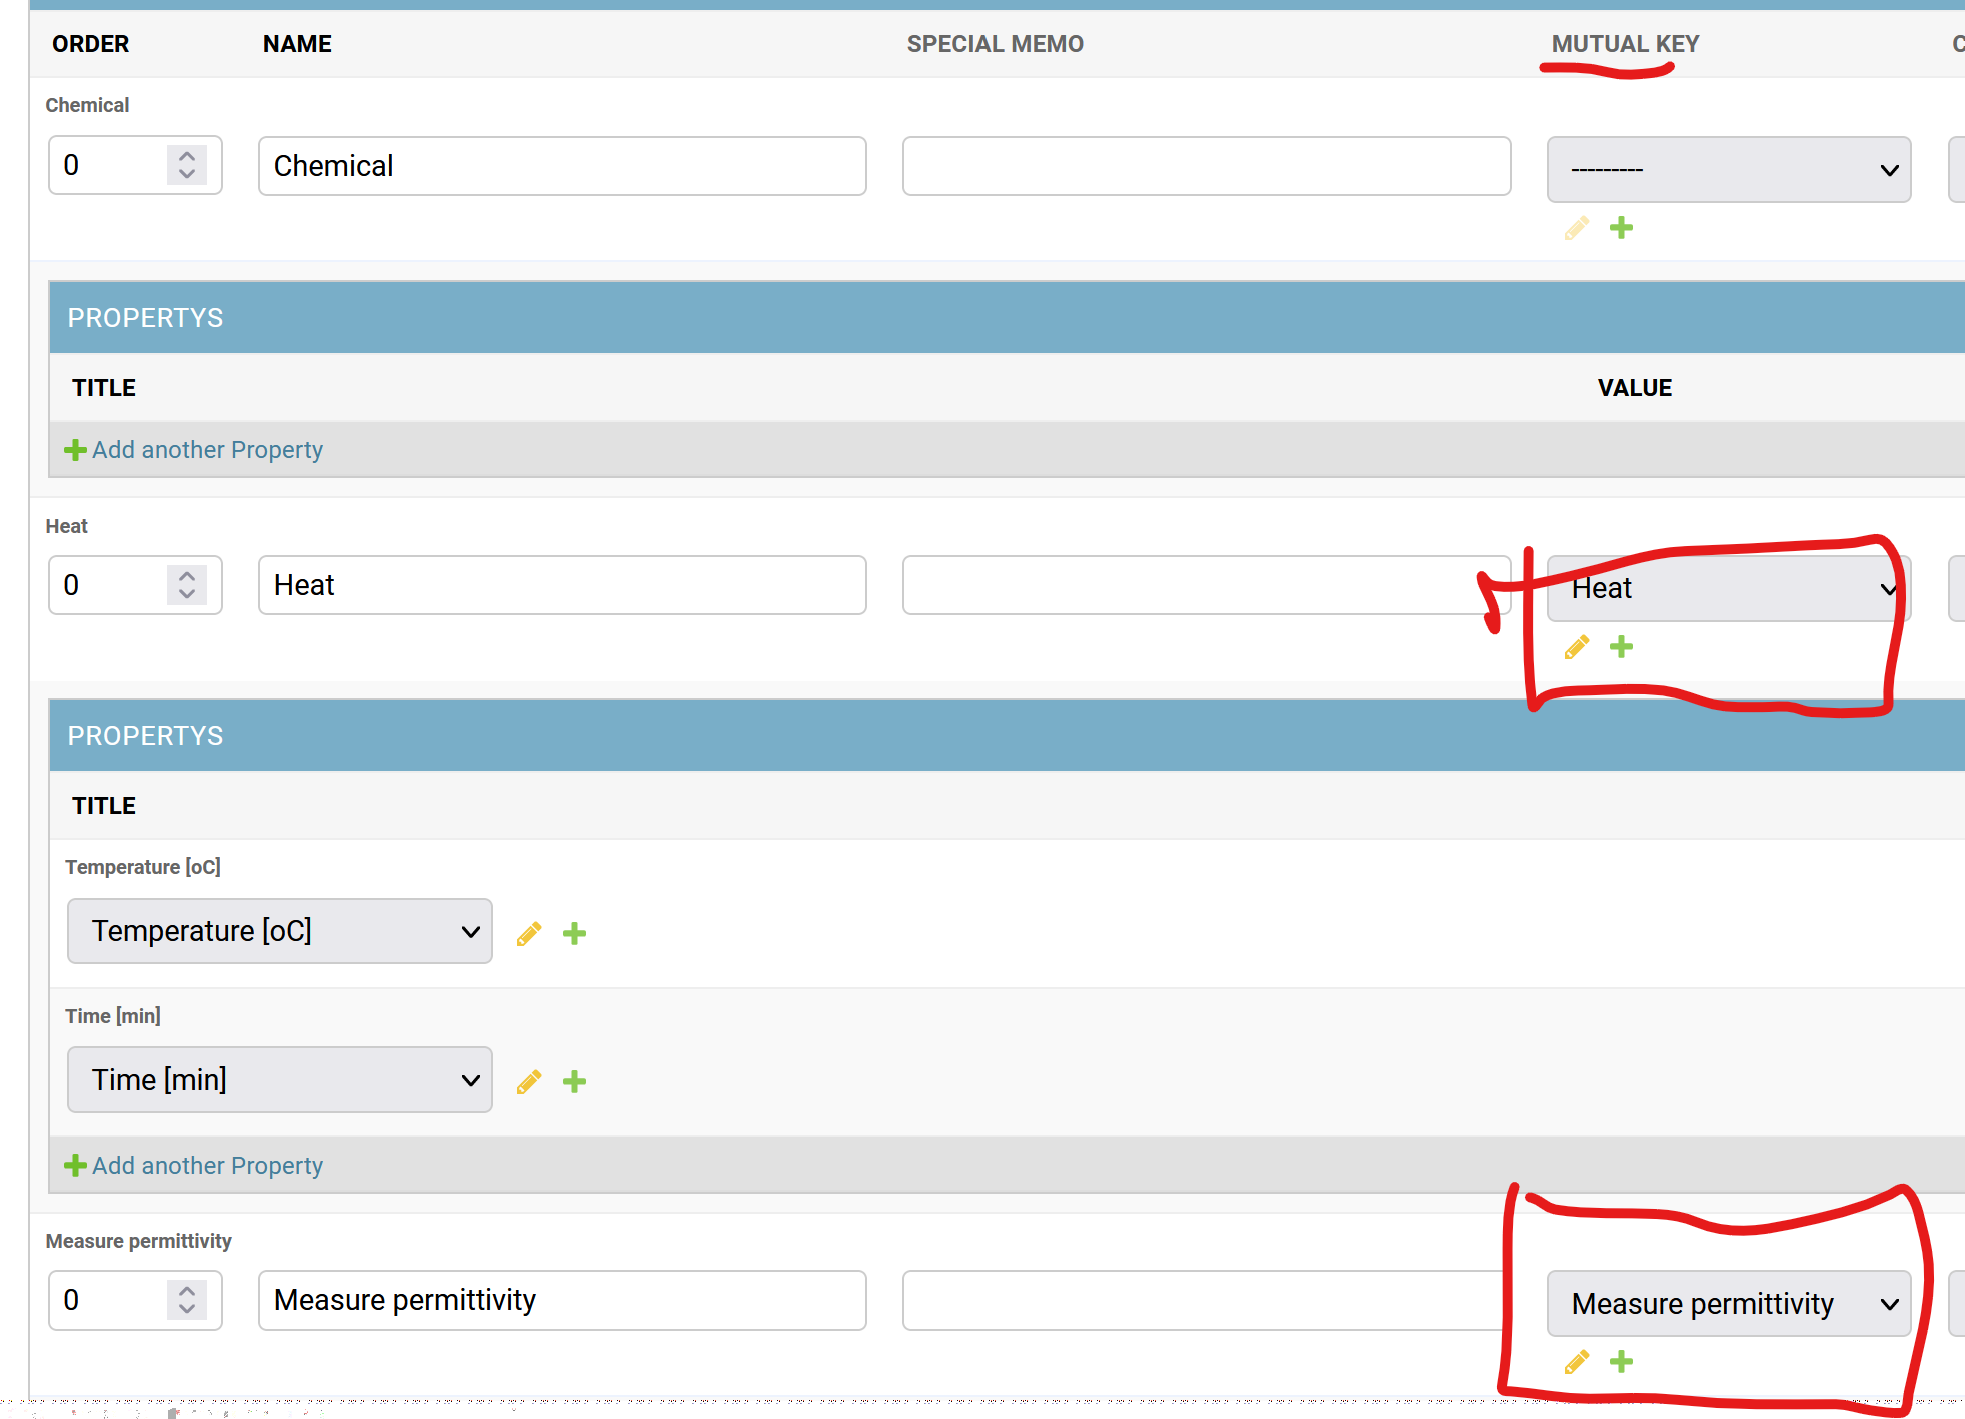 ORDER NAME SPECIAL MEMO MUTUAL KEY
Chemical
0 Chemical ---------
PROPERTYS
TITLE VALUE
Add another Property
Heat
0 Heat Heat
PROPERTYS
TITLE
Temperature [oC]
Temperature [oC]
Time [min]
Time [min]
Add another Property
Measure permittivity
0 Measure permittivity Measure permittivity